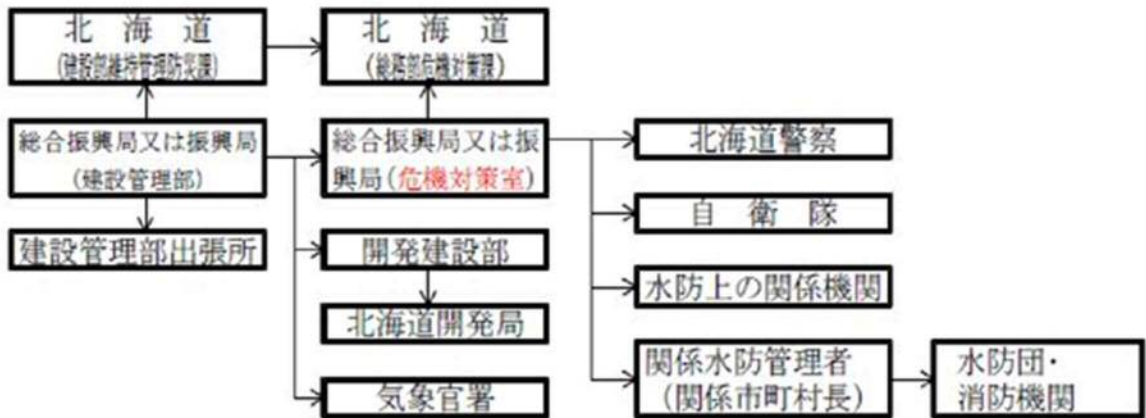 北海道
(建設部維持管理防災課)
北海道
(総務部危機対策課)
総合振興局又は振興局
(建設管理部)
総合振興局又は振
興局(危機対策室)
北海道警察
自衛隊
建設管理部出張所
開発建設部
水防上の関係機関
北海道開発局
関係水防管理者
(関係市町村長)
水防団・
消防機関
気象官署